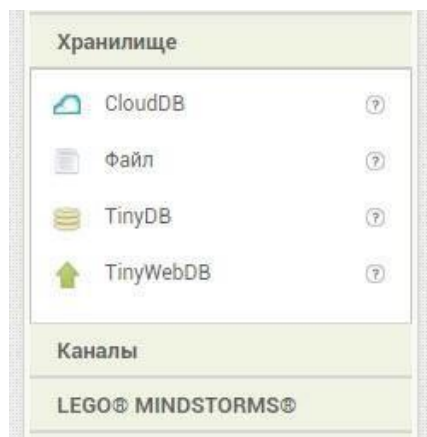 Хранилище
CloudDB ?
Файл ?
TinyDB ?
TinyWebDB ?
Каналы
LEGO® MINDSTORMS®